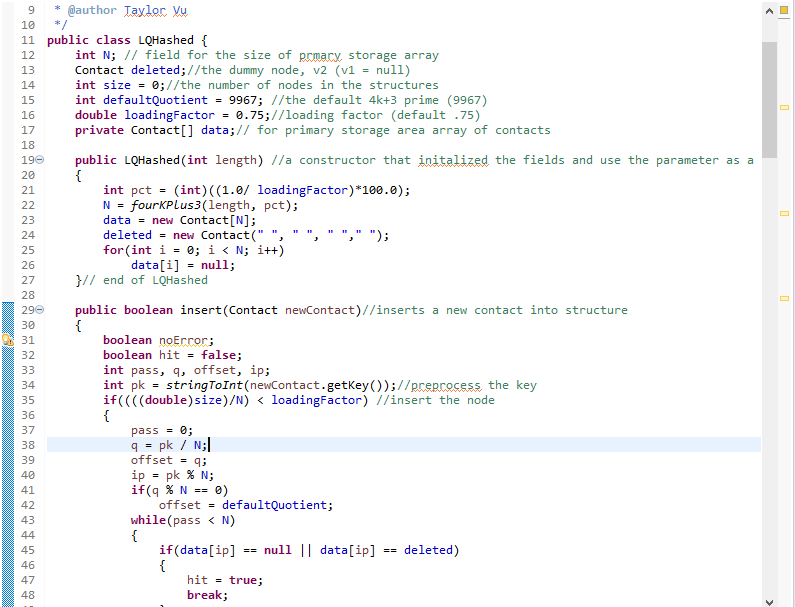 9 * @author Taylor Vu
10 */
11 public class LQHashed {
12 int N; // field for the size of prmary storage array
13 Contact deleted;//the dummy node, v2 (v1 = null)
14 int size = 0;//the number of nodes in the structures
15 int defaultQuotient = 9967; //the default 4k+3 prime (9967)
16 double loadingFactor = 0.75;//loading factor (default .75)
17 private Contact[] data;// for primary storage area array of contacts
18
19 public LQHashed(int length) //a constructor that initalized the fields and use the parameter as a
20 {
21 int pct = (int)((1.0/ loadingFactor)*100.0);
22 N = fourKPlus3(length, pct);
23 data = new Contact[N];
24 deleted = new Contact(" ", " ", " "," ");
25 for(int i = 0; i < N; i++)
26 data[i] = null;
27 }// end of LQHashed
28
29 public boolean insert(Contact newContact)//inserts a new contact into structure
30 {
31 boolean noError;
32 boolean hit = false;
33 int pass, q, offset, ip;
34 int pk = stringToInt(newContact.getKey());//preprocess the key
35 if((((double)size)/N) < loadingFactor) //insert the node
36 {
37 pass = 0;
38 q = pk / N;
39 offset = q;
40 ip = pk % N;
41 if(q % N == 0)
42 offset = defaultQuotient;
43 while(pass < N)
44 {
45 if(data[ip] == null || data[ip] == deleted)
46 {
47 hit = true;
48 break;